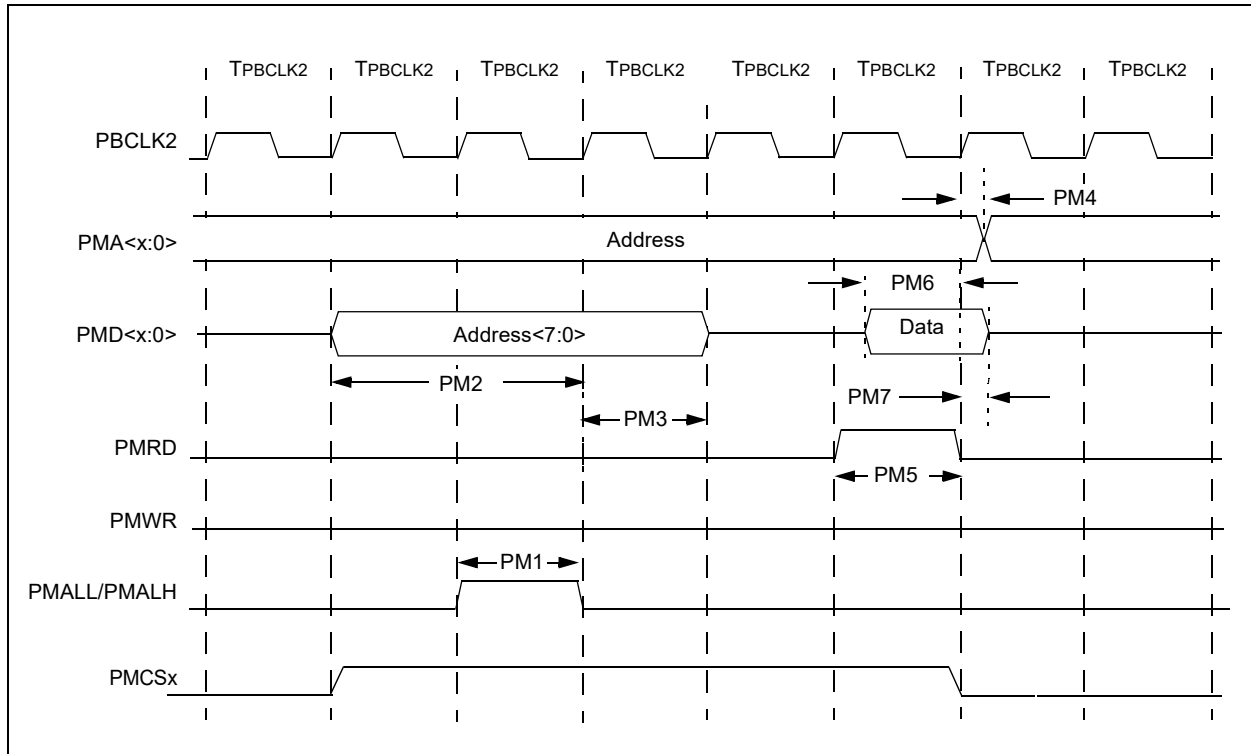 TPBCLK2 TPBCLK2 TPBCLK2 TPBCLK2 TPBCLK2 TPBCLK2 TPBCLK2 TPBCLK2
PBCLK2
PM4
PMA<x:0>
Address
PM6
PMD<x:0>
Address<7:0>
Data
PM2
PM7
PM3
PMRD
PM5
PMWR
PM1
PMALL/PMALH
PMCSx